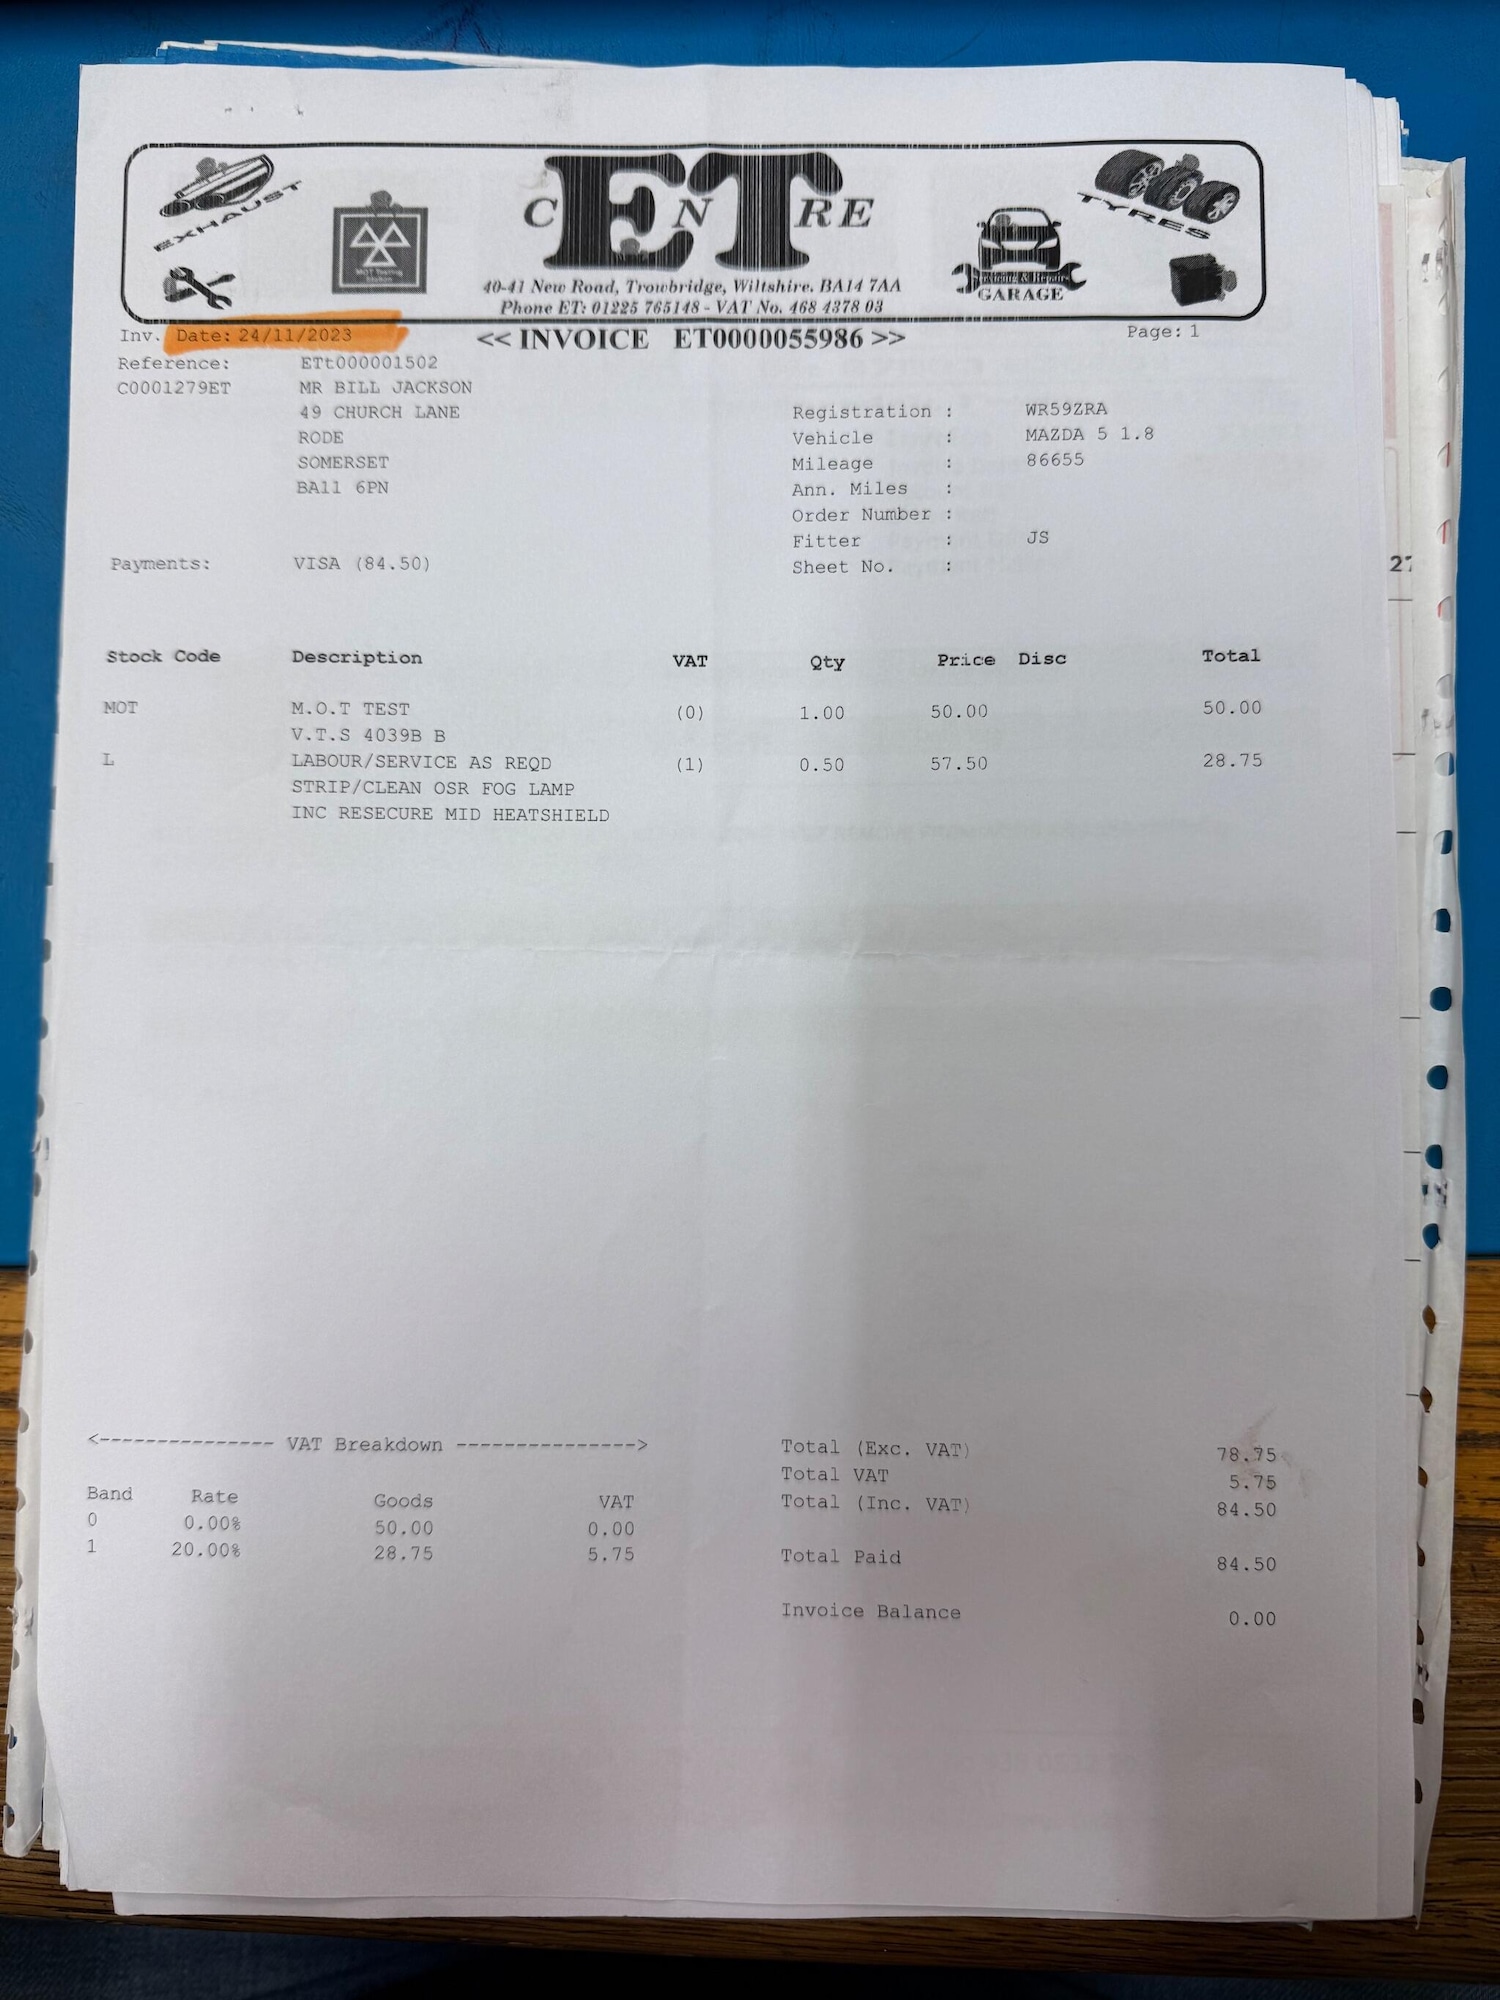 EXHAUST
MOT Testing
Station
CENTRE
TYRES
Servicing & Repairs
GARAGE
40-41 New Road, Trowbridge, Wiltshire. BA14 7AA
Phone ET: 01225 765148 - VAT No. 468 4378 03
Inv. Date: 24/11/2023
<< INVOICE ET0000055986 >>
Page: 1
Reference: ETt000001502
C0001279ET MR BILL JACKSON
49 CHURCH LANE
RODE
SOMERSET
BA11 6PN
Registration : WR59ZRA
Vehicle : MAZDA 5 1.8
Mileage : 86655
Ann. Miles :
Order Number :
Fitter : JS
Sheet No. :
Payments: VISA (84.50)
Stock Code Description VAT Qty Price Disc Total
MOT M.O.T TEST (0) 1.00 50.00 50.00
V.T.S 4039B B
L LABOUR/SERVICE AS REQD (1) 0.50 57.50 28.75
STRIP/CLEAN OSR FOG LAMP
INC RESECURE MID HEATSHIELD
<--------------- VAT Breakdown --------------->
Band Rate Goods VAT
0 0.00% 50.00 0.00
1 20.00% 28.75 5.75
Total (Exc. VAT) 78.75
Total VAT 5.75
Total (Inc. VAT) 84.50
Total Paid 84.50
Invoice Balance 0.00